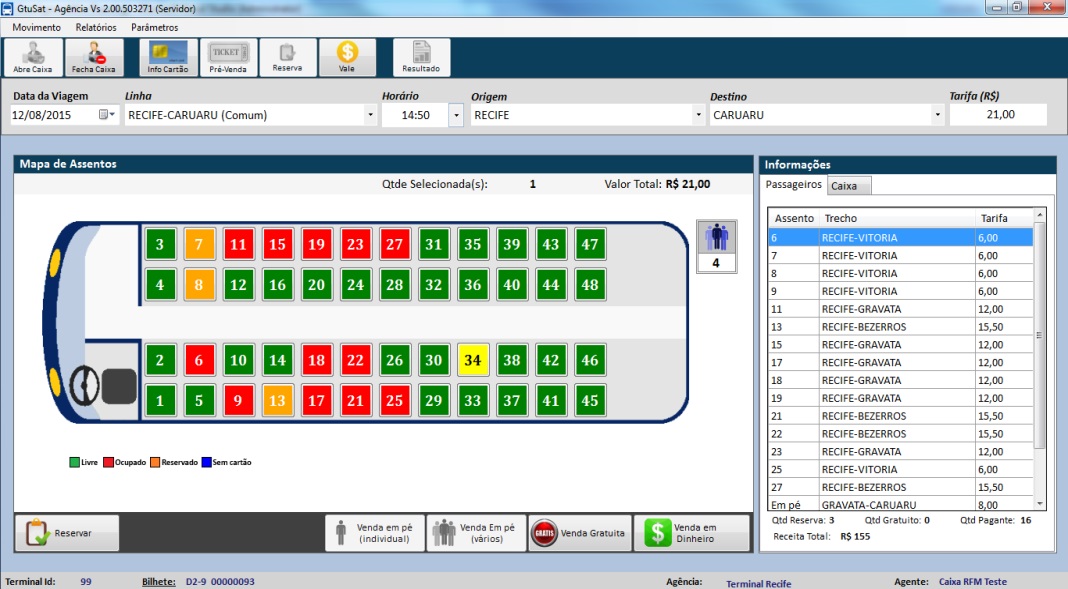 GtuSat - Agência Vs 2.00.503271 (Servidor)
Movimento Relatórios Parâmetros
TICKET
Abre Caixa Fecha Caixa Info Cartão Pré-Venda Reserva Vale Resultado
Data da Viagem Linha Horário Origem Destino Tarifa (R$)
12/08/2015 RECIFE-CARUARU (Comum) 14:50 RECIFE CARUARU 21,00
Mapa de Assentos
Qtde Selecionada(s): 1 Valor Total: R$ 21,00
3 7 11 15 19 23 27 31 35 39 43 47
4 8 12 16 20 24 28 32 36 40 44 48
4
2 6 10 14 18 22 26 30 34 38 42 46
1 5 9 13 17 21 25 29 33 37 41 45
Livre Ocupado Reservado Sem cartão
Reservar
Venda em pé
(individual)
Venda Em pé
(vários)
GRATIS
Venda Gratuita
$
Venda em
Dinheiro
Informações
Passageiros Caixa
Assento Trecho Tarifa
6 RECIFE-VITORIA 6,00
7 RECIFE-VITORIA 6,00
8 RECIFE-VITORIA 6,00
9 RECIFE-VITORIA 6,00
11 RECIFE-GRAVATA 12,00
13 RECIFE-BEZERROS 15,50
15 RECIFE-GRAVATA 12,00
17 RECIFE-GRAVATA 12,00
18 RECIFE-GRAVATA 12,00
19 RECIFE-GRAVATA 12,00
21 RECIFE-BEZERROS 15,50
22 RECIFE-BEZERROS 15,50
23 RECIFE-GRAVATA 12,00
25 RECIFE-VITORIA 6,00
27 RECIFE-BEZERROS 15,50
Em pé GRAVATA-CARUARU 8,00
Qtd Reserva: 3 Qtd Gratuito: 0 Qtd Pagante: 16
Receita Total: R$ 155
Terminal Id: 99 Bilhete: D2-9 00000093 Agência: Terminal Recife Agente: Caixa RFM Teste